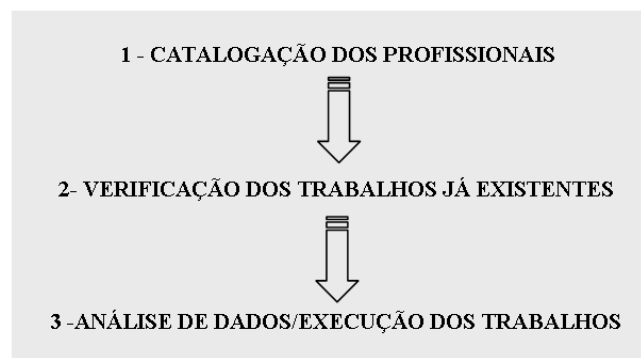 1 - CATALOGAÇÃO DOS PROFISSIONAIS
2- VERIFICAÇÃO DOS TRABALHOS JÁ EXISTENTES
3 -ANÁLISE DE DADOS/EXECUÇÃO DOS TRABALHOS